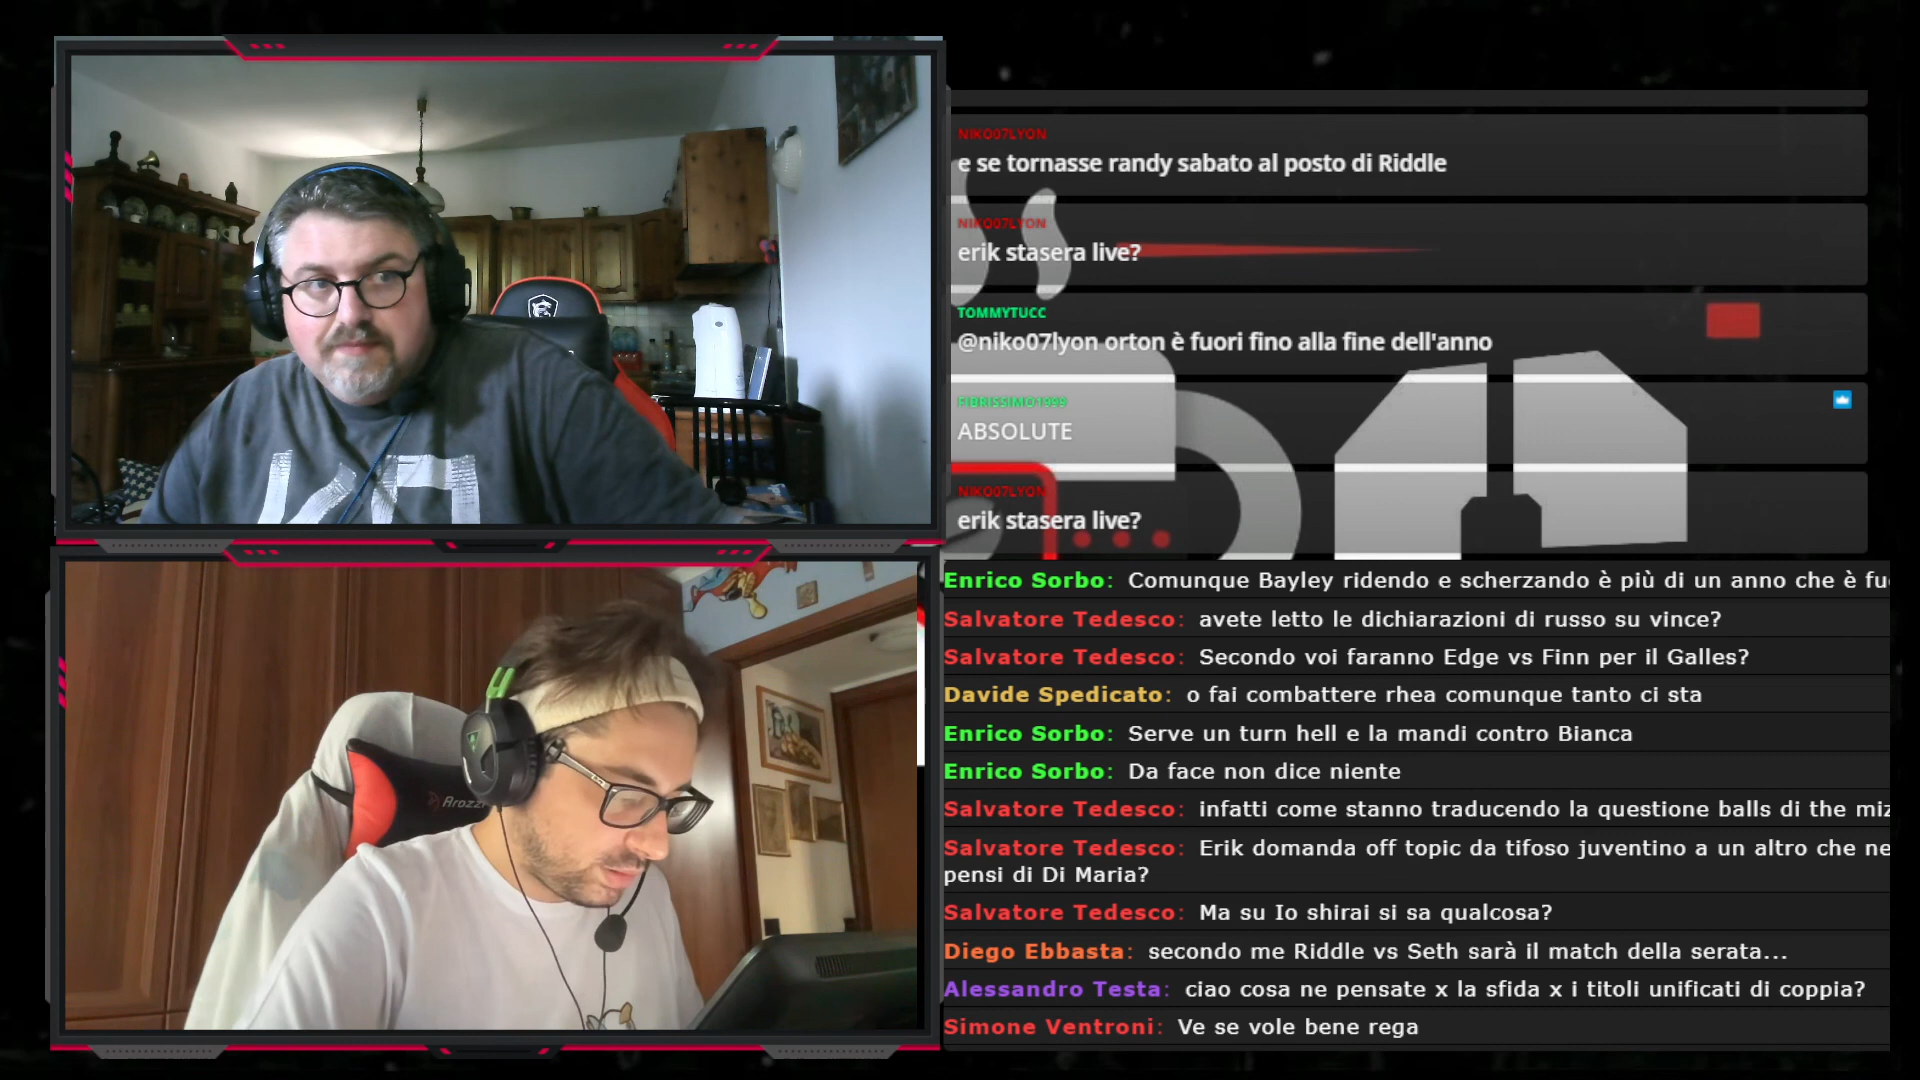 NIKO07LYON
e se tornasse randy sabato al posto di Riddle
NIKO07LYON
erik stasera live?
TOMMYTUCC
@niko07lyon orton è fuori fino alla fine dell'anno
FIBRISSIMO1999
ABSOLUTE
NIKO07LYON
erik stasera live?
Enrico Sorbo: Comunque Bayley ridendo e scherzando è più di un anno che è fu
Salvatore Tedesco: avete letto le dichiarazioni di russo su vince?
Salvatore Tedesco: Secondo voi faranno Edge vs Finn per il Galles?
Davide Spedicato: o fai combattere rhea comunque tanto ci sta
Enrico Sorbo: Serve un turn hell e la mandi contro Bianca
Enrico Sorbo: Da face non dice niente
Salvatore Tedesco: infatti come stanno traducendo la questione balls di the miz
Salvatore Tedesco: Erik domanda off topic da tifoso juventino a un altro che ne
pensi di Di Maria?
Salvatore Tedesco: Ma su Io shirai si sa qualcosa?
Diego Ebbasta: secondo me Riddle vs Seth sarà il match della serata...
Alessandro Testa: ciao cosa ne pensate x la sfida x i titoli unificati di coppia?
Simone Ventroni: Ve se vole bene rega
Arozzi